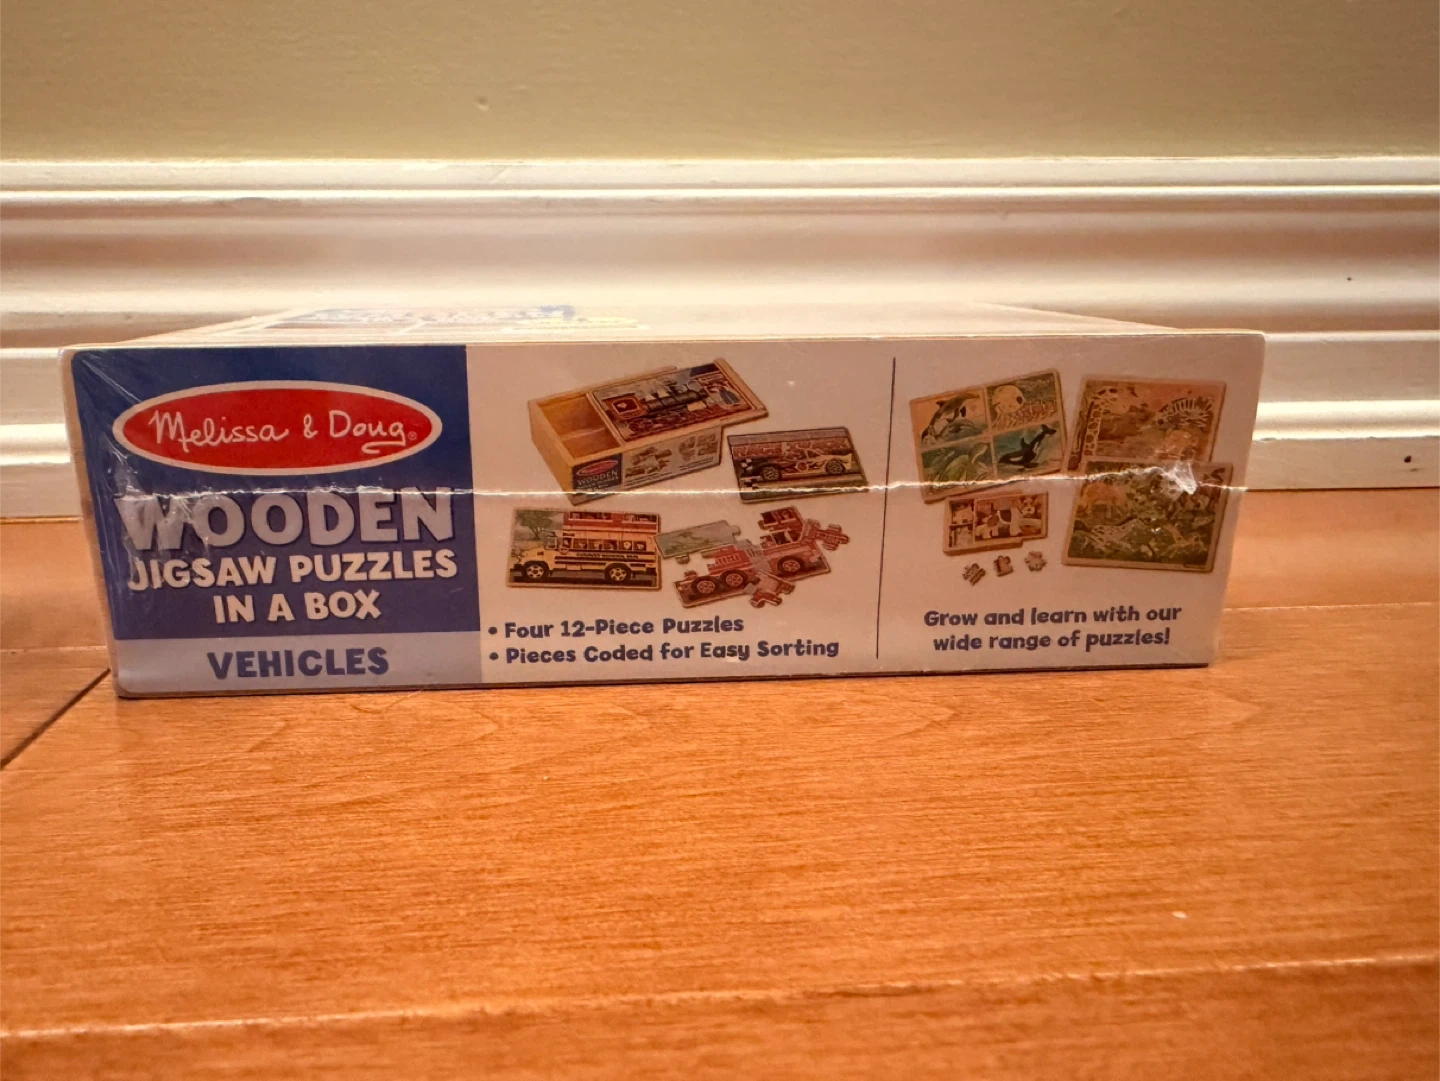 Melissa & Doug®
WOODEN
JIGSAW PUZZLES
IN A BOX
VEHICLES
• Four 12-Piece Puzzles
• Pieces Coded for Easy Sorting
Grow and learn with our
wide range of puzzles!